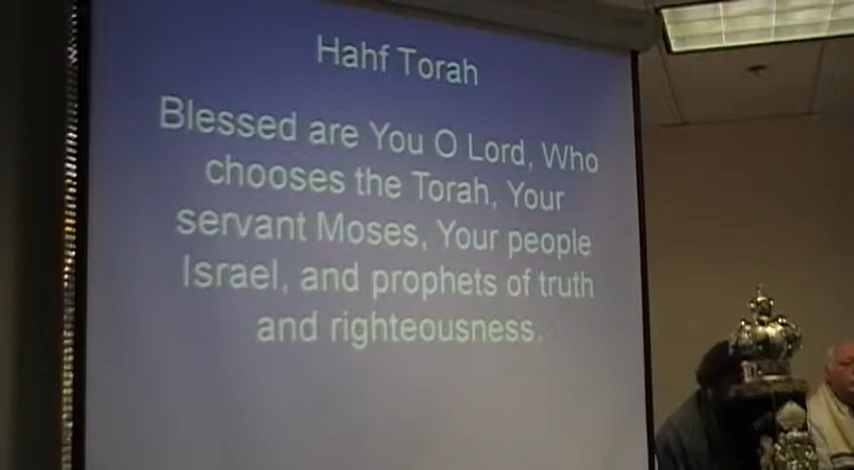 Hahf Torah
Blessed are You O Lord, Who
chooses the Torah, Your
servant Moses, Your people
Israel, and prophets of truth
and righteousness.